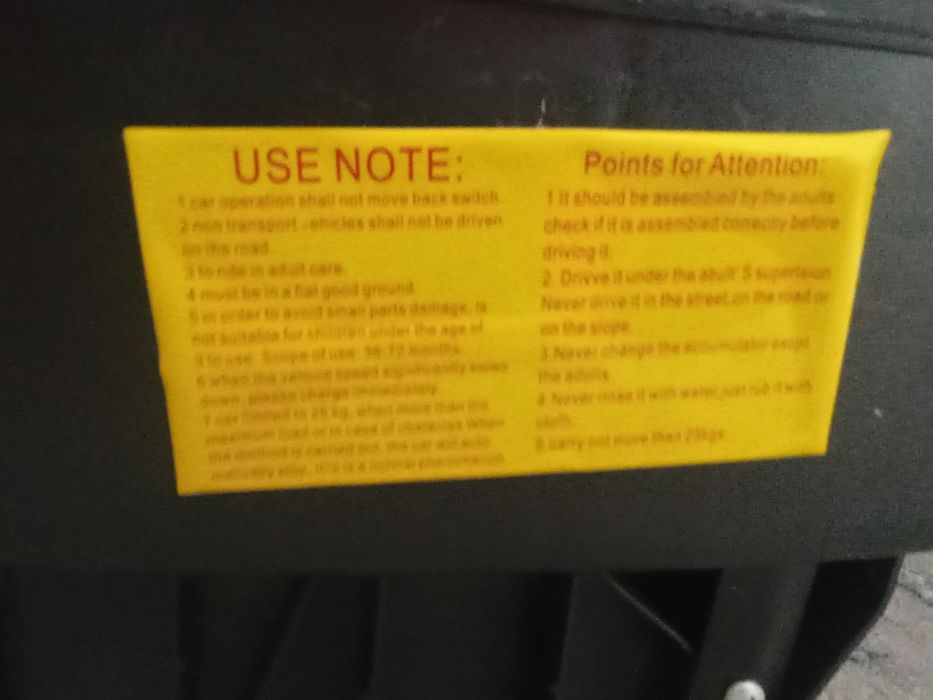 USE NOTE:
1 car operation shall not move back switch.
2 non transport vehicles shall not be driven
on the road.
3 to ride in adult care.
4 must be in a flat good ground.
5 in order to avoid small parts damage, is
not suitable for children under the age of
3 to use. Scope of use: 36-72 months.
6 when the vehicle speed significantly slows
down, please charge immediately.
7 car limited to 25 kg, when more than the
maximum load or in case of obstacles When
the is carried out, the car will auto
matically stop, this is a normal phenomenon.
Points for Attention:
1 It should be assembled by the adults
check if it is assembled correctly before
driving it.
2. Drivve it under the abult' S
Never drive it in the street,on the road or
on the slope.
3 Never change the accumulator except
the adults.
4 Never rinse it with water,just rub it with
cloth.
5.carry not more than 25kgs.